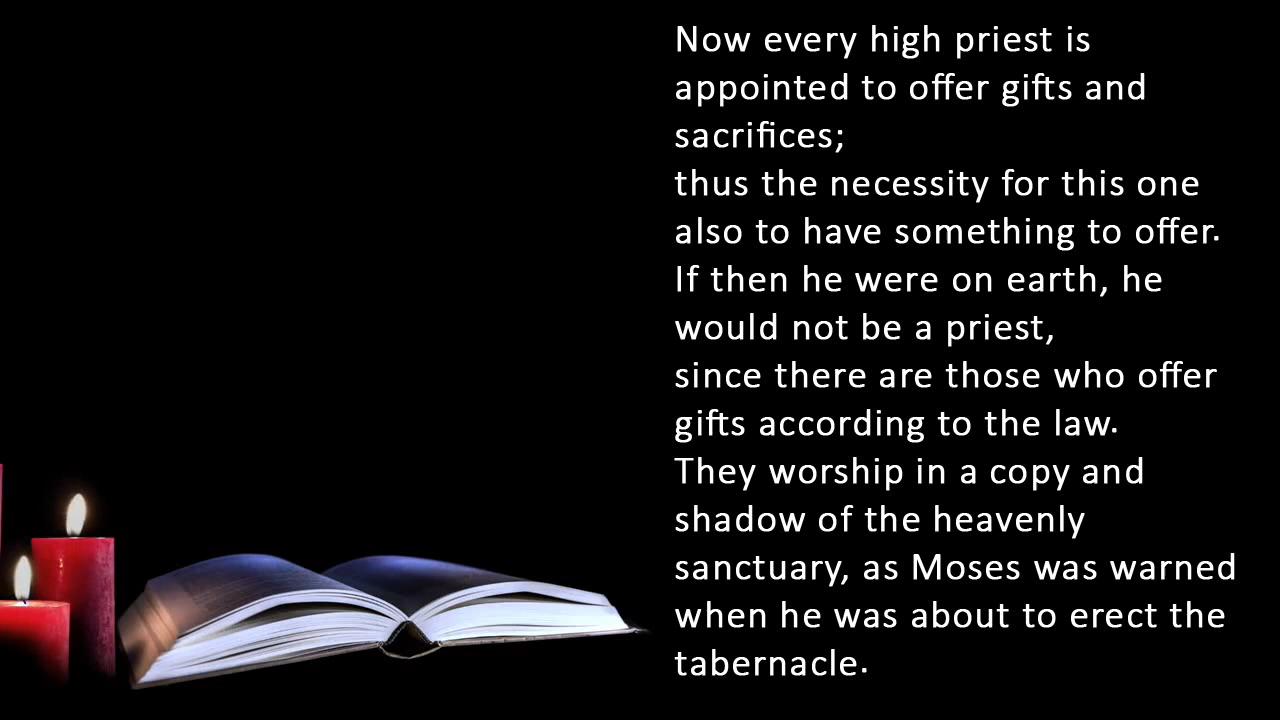 Now every high priest is
appointed to offer gifts and
sacrifices;
thus the necessity for this one
also to have something to offer.
If then he were on earth, he
would not be a priest,
since there are those who offer
gifts according to the law.
They worship in a copy and
shadow of the heavenly
sanctuary, as Moses was warned
when he was about to erect the
tabernacle.